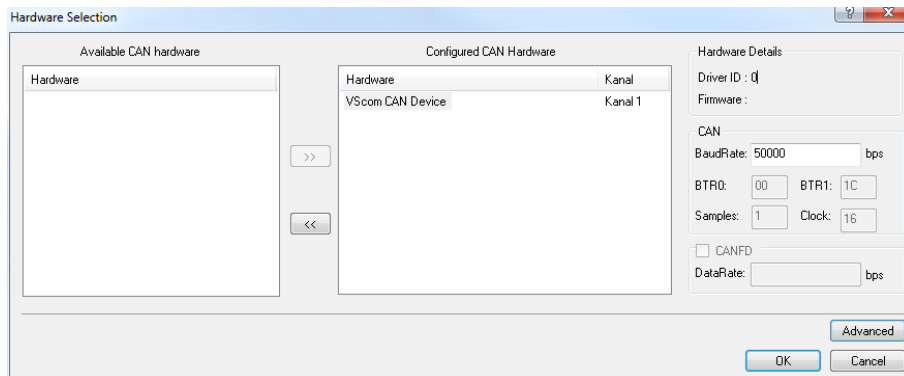 Hardware Selection
Available CAN hardware
Hardware
>>
<<
Configured CAN Hardware
Hardware Kanal
VScom CAN Device Kanal 1
Hardware Details
Driver ID : 0
Firmware :
CAN
BaudRate: 50000 bps
BTR0: 00 BTR1: 1C
Samples: 1 Clock: 16
CANFD
DataRate: bps
Advanced
OK Cancel